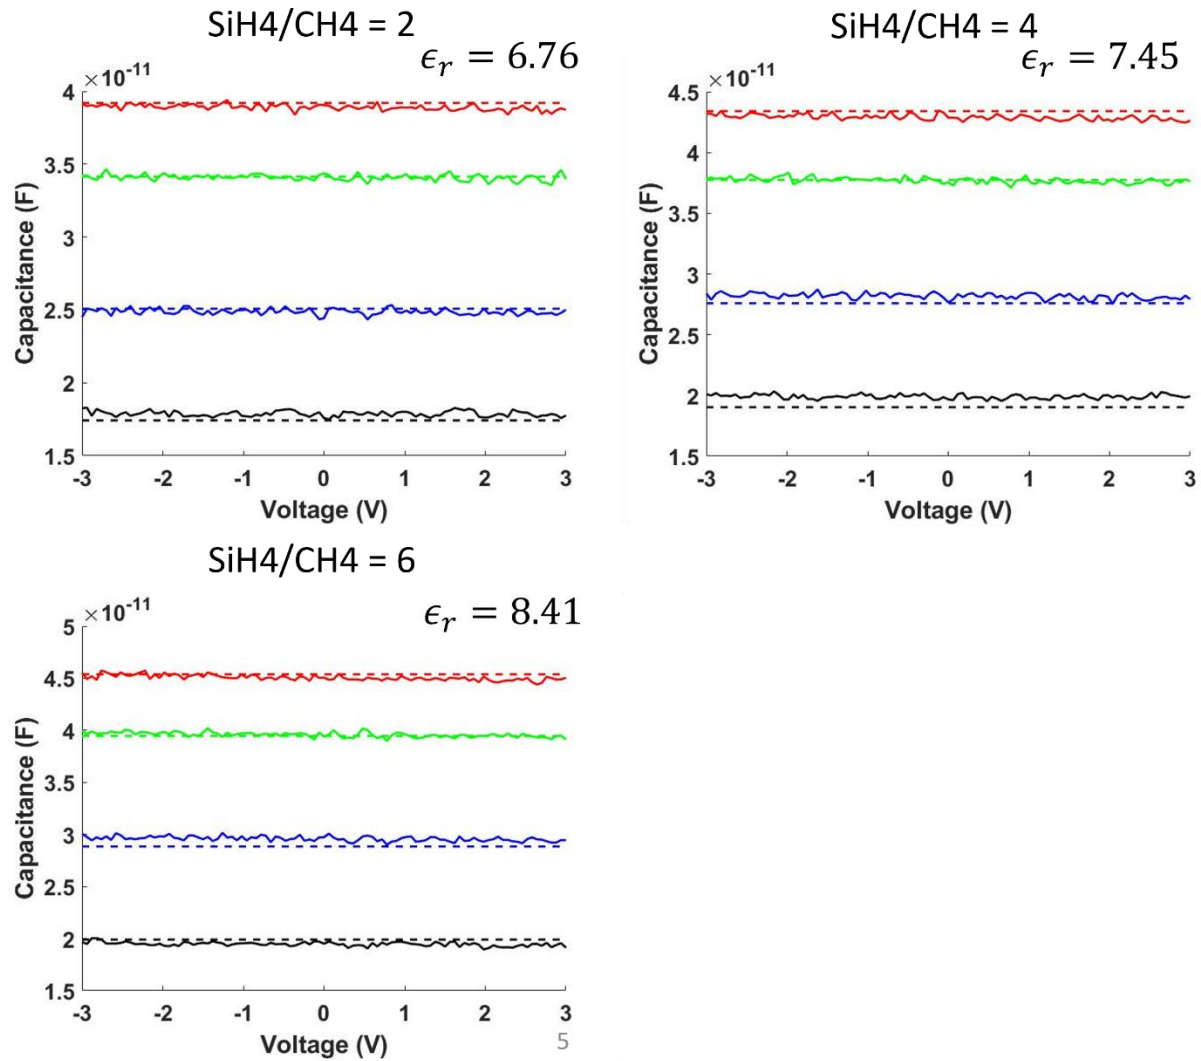 SiH4/CH4 = 2
ϵr = 6.76
×10-11
4
3.5
3
2.5
2
1.5
Capacitance (F)
-3 -2 -1 0 1 2 3
Voltage (V)
SiH4/CH4 = 4
ϵr = 7.45
×10-11
4.5
4
3.5
3
2.5
2
1.5
Capacitance (F)
-3 -2 -1 0 1 2 3
Voltage (V)
SiH4/CH4 = 6
ϵr = 8.41
×10-11
5
4.5
4
3.5
3
2.5
2
1.5
Capacitance (F)
-3 -2 -1 0 1 2 3
Voltage (V)
5